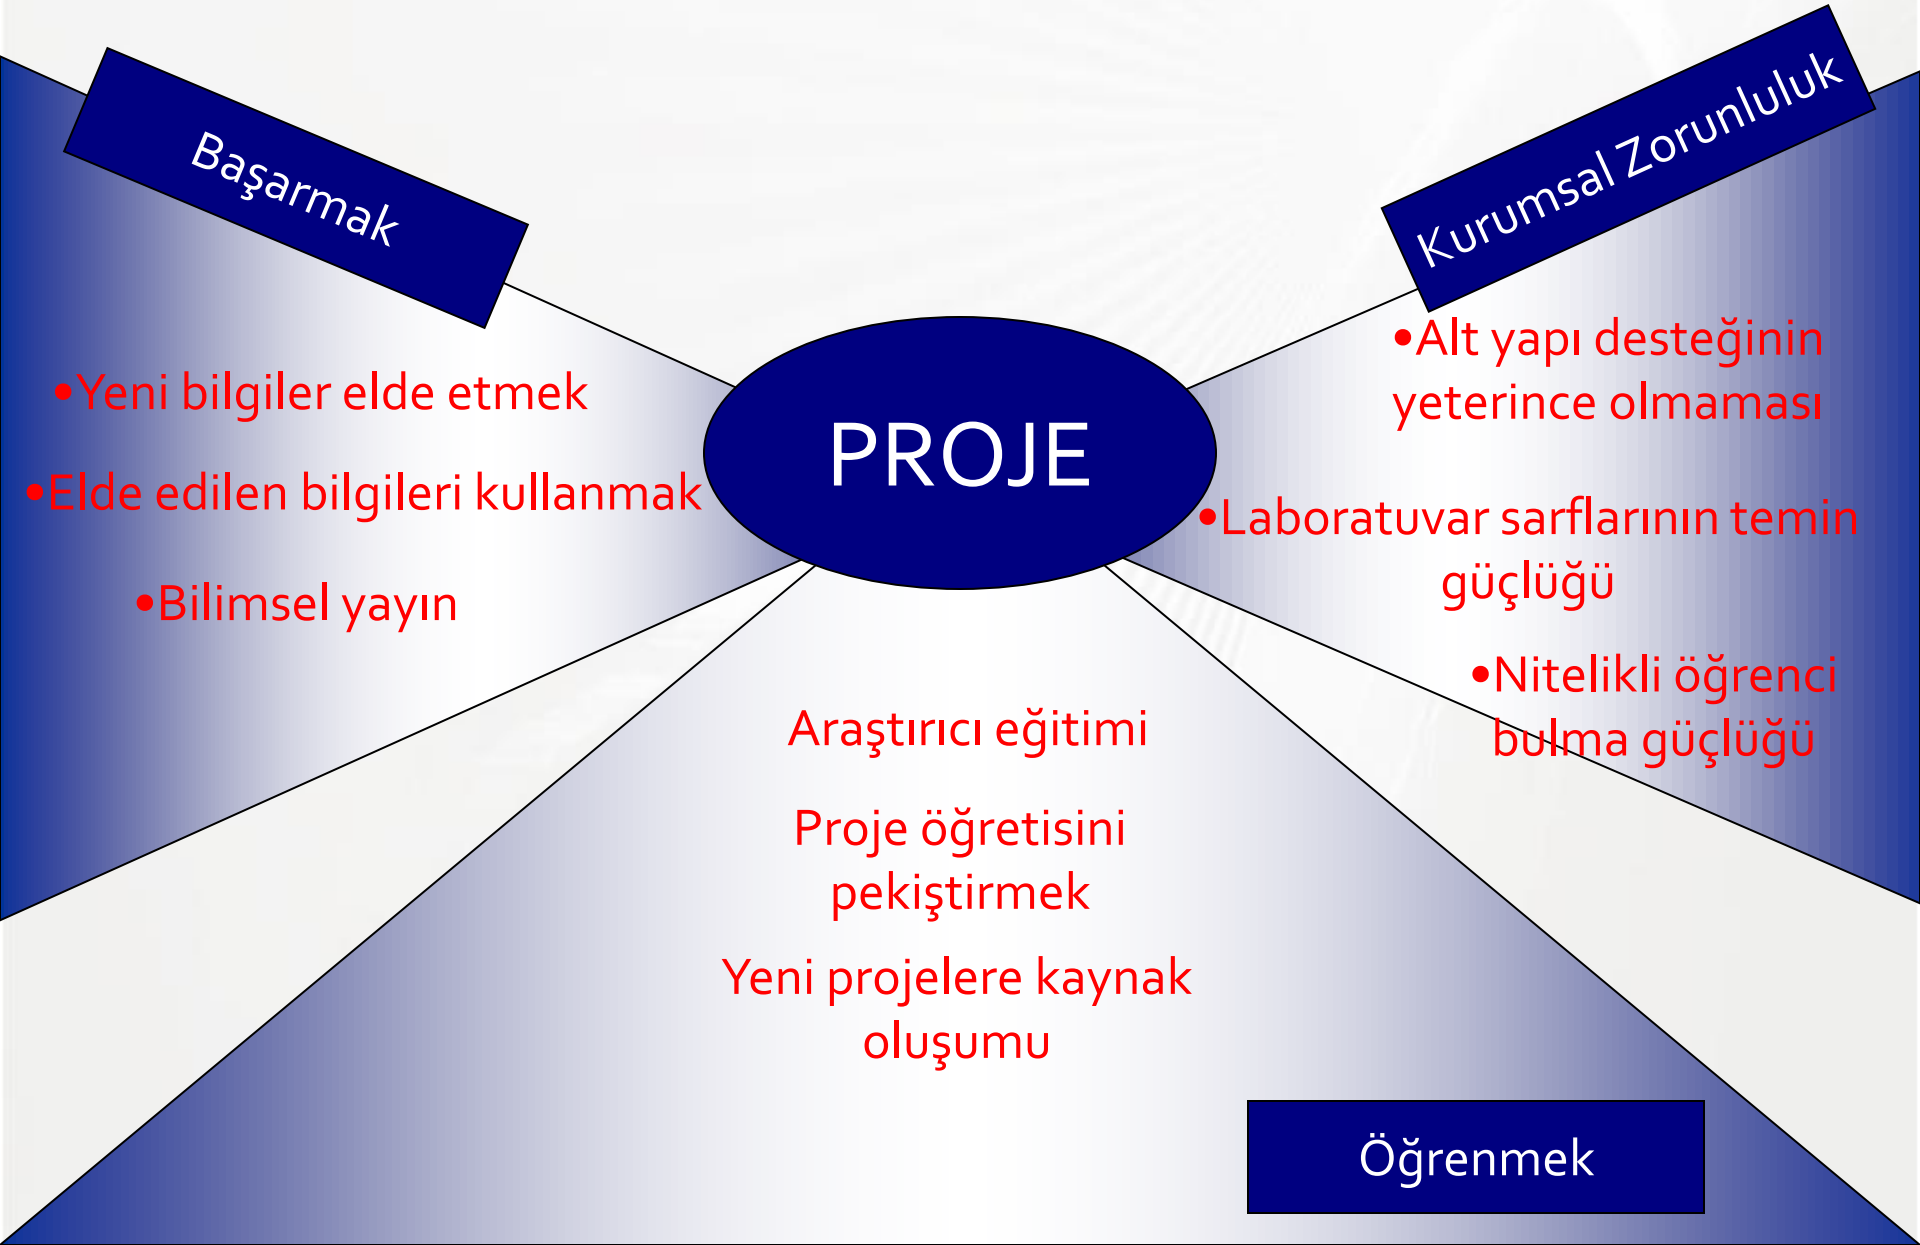 Başarmak
•Yeni bilgiler elde etmek
•Elde edilen bilgileri kullanmak
•Bilimsel yayın
PROJE
Kurumsal Zorunluluk
•Alt yapı desteğinin
yeterince olmaması
•Laboratuvar sarflarının temin
güçlüğü
•Nitelikli öğrenci
bulma güçlüğü
Araştırıcı eğitimi
Proje öğretisini
pekiştirmek
Yeni projelere kaynak
oluşumu
Öğrenmek